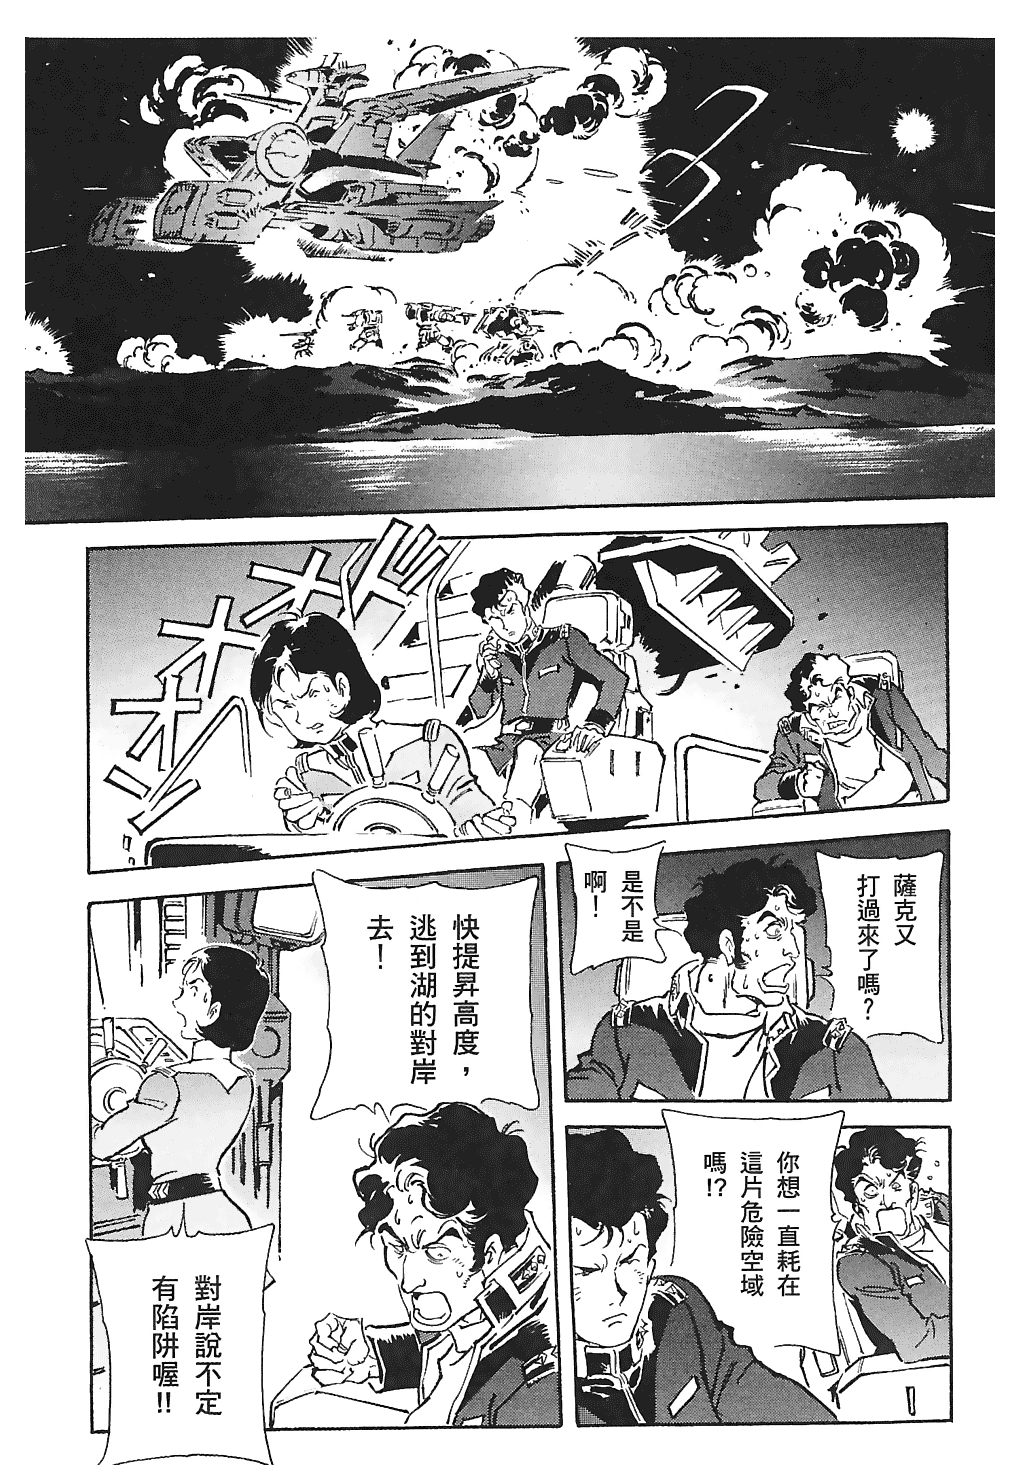 オオオドドッ
薩克又
打過來了嗎?
是不是
啊!
快提昇高度,
逃到湖的對岸
去!
你想一直耗在
這片危險空域
嗎!?
對岸說不定
有陷阱喔!!